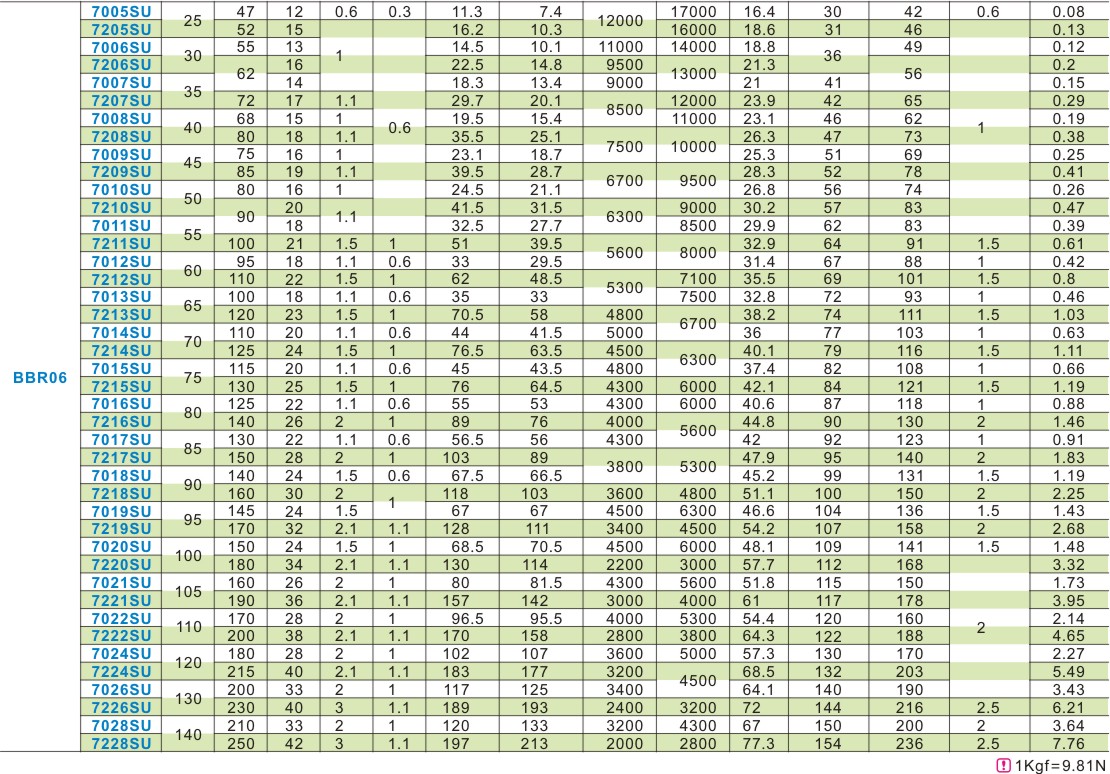 BBR06
7005SU 25 47 12 0.6 0.3 11.3 7.4 12000 17000 16.4 30 42 0.6 0.08
7205SU 52 15 1 0.6 16.2 10.3 16000 18.6 31 46 1 0.13
7006SU 30 55 13 14.5 10.1 11000 14000 18.8 36 49 0.12
7206SU 62 16 22.5 14.8 9500 13000 21.3 56 0.2
7007SU 35 14 18.3 13.4 9000 21 41 0.15
7207SU 72 17 1.1 29.7 20.1 8500 12000 23.9 42 65 0.29
7008SU 40 68 15 1 19.5 15.4 11000 23.1 46 62 0.19
7208SU 80 18 1.1 35.5 25.1 7500 10000 26.3 47 73 0.38
7009SU 45 75 16 1 23.1 18.7 25.3 51 69 0.25
7209SU 85 19 1.1 39.5 28.7 6700 9500 28.3 52 78 0.41
7010SU 50 80 16 1 24.5 21.1 26.8 56 74 0.26
7210SU 90 20 1.1 41.5 31.5 6300 9000 30.2 57 83 0.47
7011SU 55 18 32.5 27.7 8500 29.9 62 83 0.39
7211SU 100 21 1.5 1 51 39.5 5600 8000 32.9 64 91 1.5 0.61
7012SU 60 95 18 1.1 0.6 33 29.5 31.4 67 88 1 0.42
7212SU 110 22 1.5 1 62 48.5 5300 7100 35.5 69 101 1.5 0.8
7013SU 65 100 18 1.1 0.6 35 33 7500 32.8 72 93 1 0.46
7213SU 120 23 1.5 1 70.5 58 4800 6700 38.2 74 111 1.5 1.03
7014SU 70 110 20 1.1 0.6 44 41.5 5000 36 77 103 1 0.63
7214SU 125 24 1.5 1 76.5 63.5 4500 6300 40.1 79 116 1.5 1.11
7015SU 75 115 20 1.1 0.6 45 43.5 4800 37.4 82 108 1 0.66
7215SU 130 25 1.5 1 76 64.5 4300 6000 42.1 84 121 1.5 1.19
7016SU 80 125 22 1.1 0.6 55 53 4300 6000 40.6 87 118 1 0.88
7216SU 140 26 2 1 89 76 4000 5600 44.8 90 130 2 1.46
7017SU 85 130 22 1.1 0.6 56.5 56 4300 42 92 123 1 0.91
7217SU 150 28 2 1 103 89 3800 5300 47.9 95 140 2 1.83
7018SU 90 140 24 1.5 0.6 67.5 66.5 45.2 99 131 1.5 1.19
7218SU 160 30 2 1 118 103 3600 4800 51.1 100 150 2 2.25
7019SU 95 145 24 1.5 67 67 4500 6300 46.6 104 136 1.5 1.43
7219SU 170 32 2.1 1.1 128 111 3400 4500 54.2 107 158 2 2.68
7020SU 100 150 24 1.5 1 68.5 70.5 4500 6000 48.1 109 141 1.5 1.48
7220SU 180 34 2.1 1.1 130 114 2200 3000 57.7 112 168 2 3.32
7021SU 105 160 26 2 1 80 81.5 4300 5600 51.8 115 150 1.73
7221SU 190 36 2.1 1.1 157 142 3000 4000 61 117 178 3.95
7022SU 110 170 28 2 1 96.5 95.5 4000 5300 54.4 120 160 2.14
7222SU 200 38 2.1 1.1 170 158 2800 3800 64.3 122 188 4.65
7024SU 120 180 28 2 1 102 107 3600 5000 57.3 130 170 2.27
7224SU 215 40 2.1 1.1 183 177 3200 4500 68.5 132 203 5.49
7026SU 130 200 33 2 1 117 125 3400 64.1 140 190 3.43
7226SU 230 40 3 1.1 189 193 2400 3200 72 144 216 2.5 6.21
7028SU 140 210 33 2 1 120 133 3200 4300 67 150 200 2 3.64
7228SU 250 42 3 1.1 197 213 2000 2800 77.3 154 236 2.5 7.76
! 1Kgf=9.81N